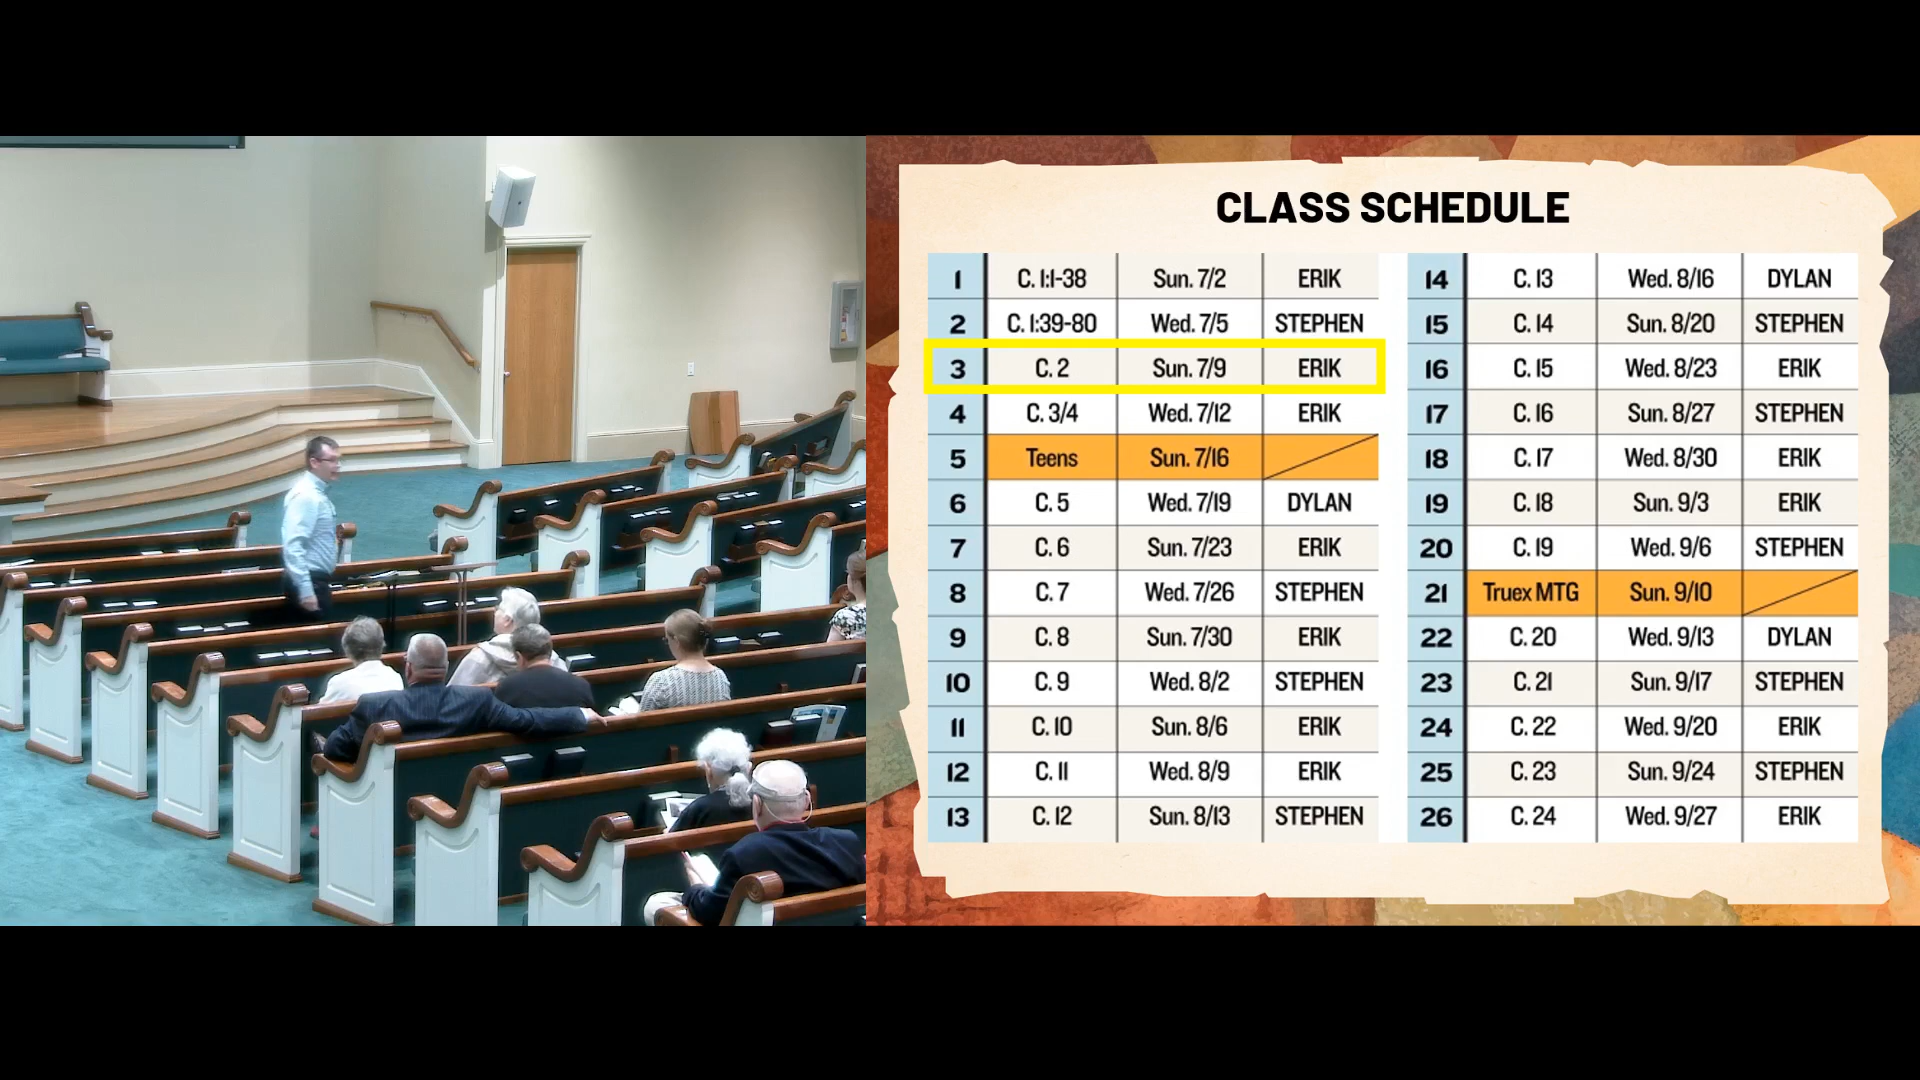 CLASS SCHEDULE
1 C. 1:1-38 Sun. 7/2 ERIK
2 C. 1:39-80 Wed. 7/5 STEPHEN
3 C. 2 Sun. 7/9 ERIK
4 C. 3/4 Wed. 7/12 ERIK
5 Teens Sun. 7/16
6 C. 5 Wed. 7/19 DYLAN
7 C. 6 Sun. 7/23 ERIK
8 C. 7 Wed. 7/26 STEPHEN
9 C. 8 Sun. 7/30 ERIK
10 C. 9 Wed. 8/2 STEPHEN
11 C. 10 Sun. 8/6 ERIK
12 C. 11 Wed. 8/9 ERIK
13 C. 12 Sun. 8/13 STEPHEN
14 C. 13 Wed. 8/16 DYLAN
15 C. 14 Sun. 8/20 STEPHEN
16 C. 15 Wed. 8/23 ERIK
17 C. 16 Sun. 8/27 STEPHEN
18 C. 17 Wed. 8/30 ERIK
19 C. 18 Sun. 9/3 ERIK
20 C. 19 Wed. 9/6 STEPHEN
21 Truex MTG Sun. 9/10
22 C. 20 Wed. 9/13 DYLAN
23 C. 21 Sun. 9/17 STEPHEN
24 C. 22 Wed. 9/20 ERIK
25 C. 23 Sun. 9/24 STEPHEN
26 C. 24 Wed. 9/27 ERIK